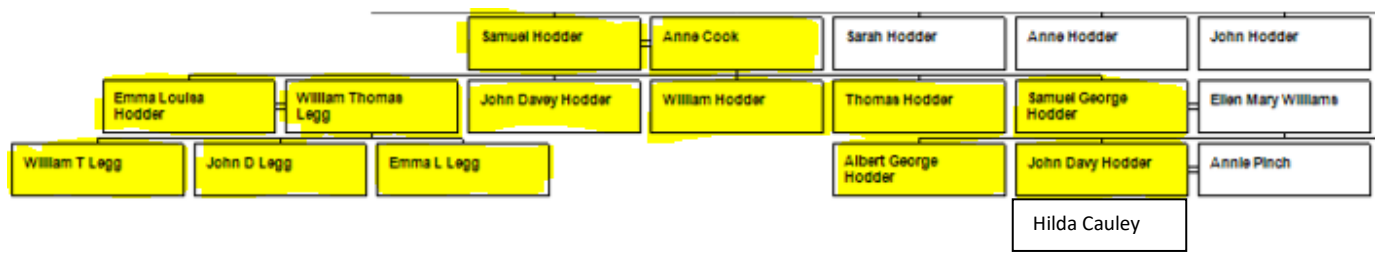 Samuel Hodder
Anne Cook
Sarah Hodder
Anne Hodder
John Hodder
Emma Louisa
Hodder
William Thomas
Legg
John Davey Hodder
William Hodder
Thomas Hodder
Samuel George
Hodder
Ellen Mary Williams
William T Legg
John D Legg
Emma L Legg
Albert George
Hodder
John Davy Hodder
Annie Pinch
Hilda Cauley